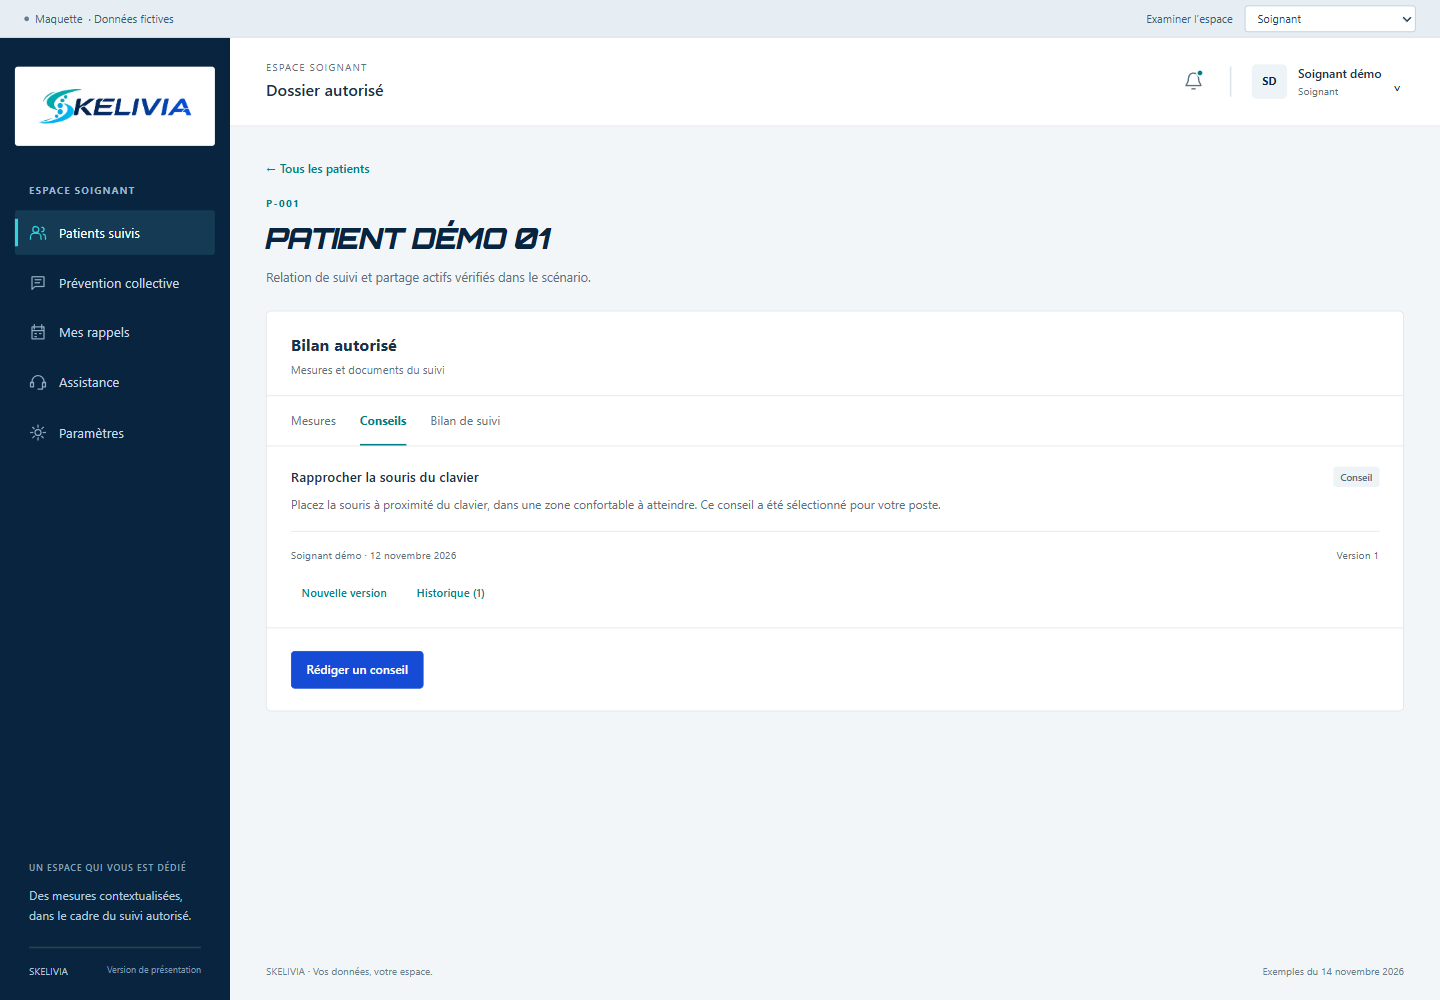 Maquette · Données fictives
Examiner l'espace
Soignant
SKELIVIA
ESPACE SOIGNANT
Patients suivis
Prévention collective
Mes rappels
Assistance
Paramètres
UN ESPACE QUI VOUS EST DÉDIÉ
Des mesures contextualisées,
dans le cadre du suivi autorisé.
SKELIVIA
Version de présentation
ESPACE SOIGNANT
Dossier autorisé
SD
Soignant démo
Soignant
← Tous les patients
P-001
PATIENT DÉMO 01
Relation de suivi et partage actifs vérifiés dans le scénario.
Bilan autorisé
Mesures et documents du suivi
Mesures
Conseils
Bilan de suivi
Rapprocher la souris du clavier
Conseil
Placez la souris à proximité du clavier, dans une zone confortable à atteindre. Ce conseil a été sélectionné pour votre poste.
Soignant démo · 12 novembre 2026
Version 1
Nouvelle version
Historique (1)
Rédiger un conseil
SKELIVIA · Vos données, votre espace.
Exemples du 14 novembre 2026